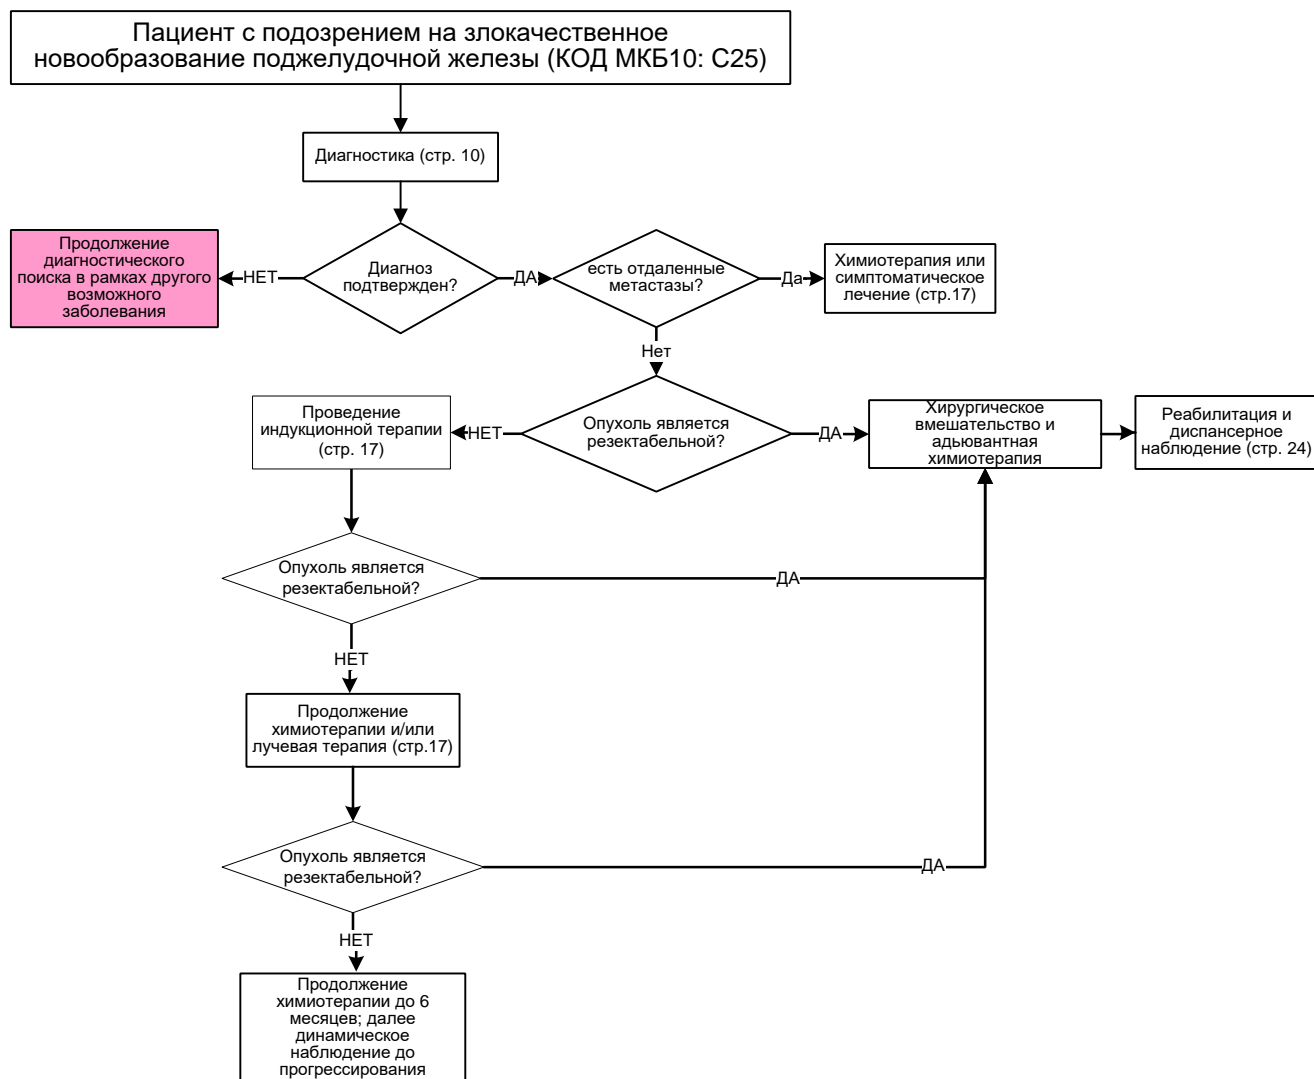 Пациент с подозрением на злокачественное
новообразование поджелудочной железы (КОД МКБ10: С25)
Диагностика (стр. 10)
Продолжение
диагностического
поиска в рамках другого
возможного
заболевания
НЕТ
Диагноз
подтвержден?
ДА
есть отдаленные
метастазы?
Да
Химиотерапия или
симптоматическое
лечение (стр.17)
Нет
Проведение
индукционной терапии
(стр. 17)
НЕТ
Опухоль является
резектабельной?
ДА
Хирургическое
вмешательство и
адьювантная
химиотерапия
Реабилитация и
диспансерное
наблюдение (стр. 24)
Опухоль является
резектабельной?
ДА
НЕТ
Продолжение
химиотерапии и/или
лучевая терапия (стр.17)
Опухоль является
резектабельной?
ДА
НЕТ
Продолжение
химиотерапии до 6
месяцев; далее
динамическое
наблюдение до
прогрессирования